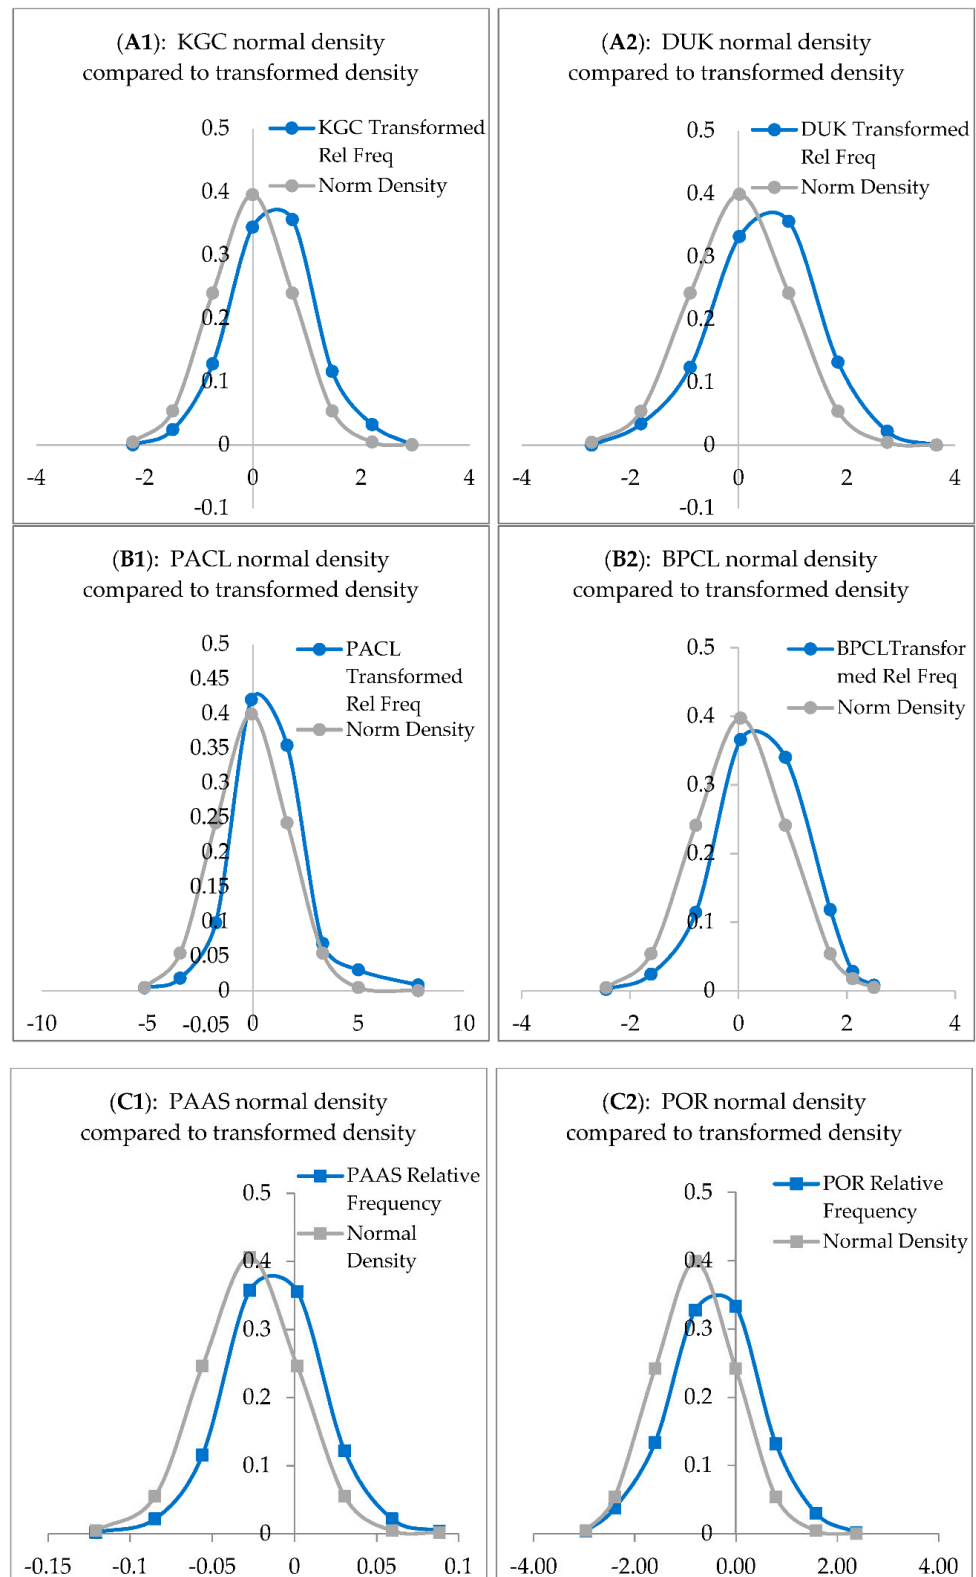 (A1): KGC normal density
compared to transformed density
0.5
KGC Transformed
Rel Freq
0.4
Norm Density
0.3
0.2
0.1
0
-4
-2
0
2
4
-0.1
(A2): DUK normal density
compared to transformed density
0.5
DUK Transformed
Rel Freq
0.4
Norm Density
0.3
0.2
0.1
0
-4
-2
0
2
4
-0.1
(B1): PACL normal density
compared to transformed density
0.5
PACL
0.45
Transformed
Rel Freq
0.4
Norm Density
0.35
0.3
0.25
0.2
0.15
0.1
0.05
0
-10
-5
-0.05
0
5
10
(B2): BPCL normal density
compared to transformed density
0.5
BPCLTransfor
med Rel Freq
0.4
Norm Density
0.3
0.2
0.1
0
-4
-2
0
2
4
(C1): PAAS normal density
compared to transformed density
0.5
PAAS Relative
Frequency
Normal
0.4
Density
0.3
0.2
0.1
0
-0.15
-0.1
-0.05
0
0.05
0.1
(C2): POR normal density
compared to transformed density
0.5
POR Relative
Frequency
0.4
Normal Density
0.3
0.2
0.1
0
-4.00
-2.00
0.00
2.00
4.00